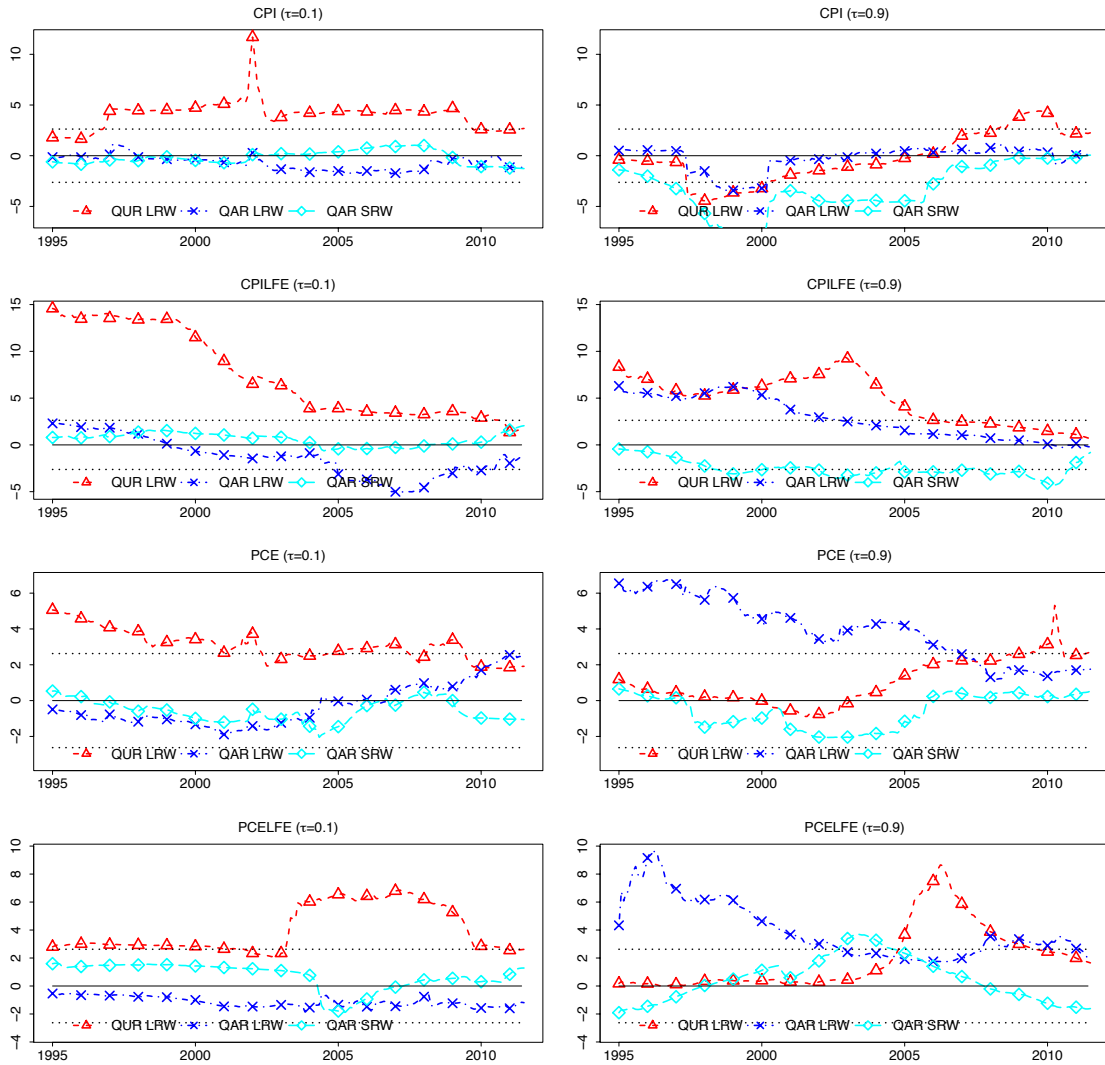 CPI (τ=0.1)
10
5
0
−5
QUR LRW QAR LRW QAR SRW
1995 2000 2005 2010
CPI (τ=0.9)
10
5
0
−5
QUR LRW QAR LRW QAR SRW
1995 2000 2005 2010
CPILFE (τ=0.1)
15
10
5
0
−5
QUR LRW QAR LRW QAR SRW
1995 2000 2005 2010
CPILFE (τ=0.9)
15
10
5
0
−5
QUR LRW QAR LRW QAR SRW
1995 2000 2005 2010
PCE (τ=0.1)
6
4
2
0
−2
QUR LRW QAR LRW QAR SRW
1995 2000 2005 2010
PCE (τ=0.9)
6
4
2
0
−2
QUR LRW QAR LRW QAR SRW
1995 2000 2005 2010
PCELFE (τ=0.1)
10
8
6
4
2
0
−2
−4
QUR LRW QAR LRW QAR SRW
1995 2000 2005 2010
PCELFE (τ=0.9)
10
8
6
4
2
0
−2
−4
QUR LRW QAR LRW QAR SRW
1995 2000 2005 2010